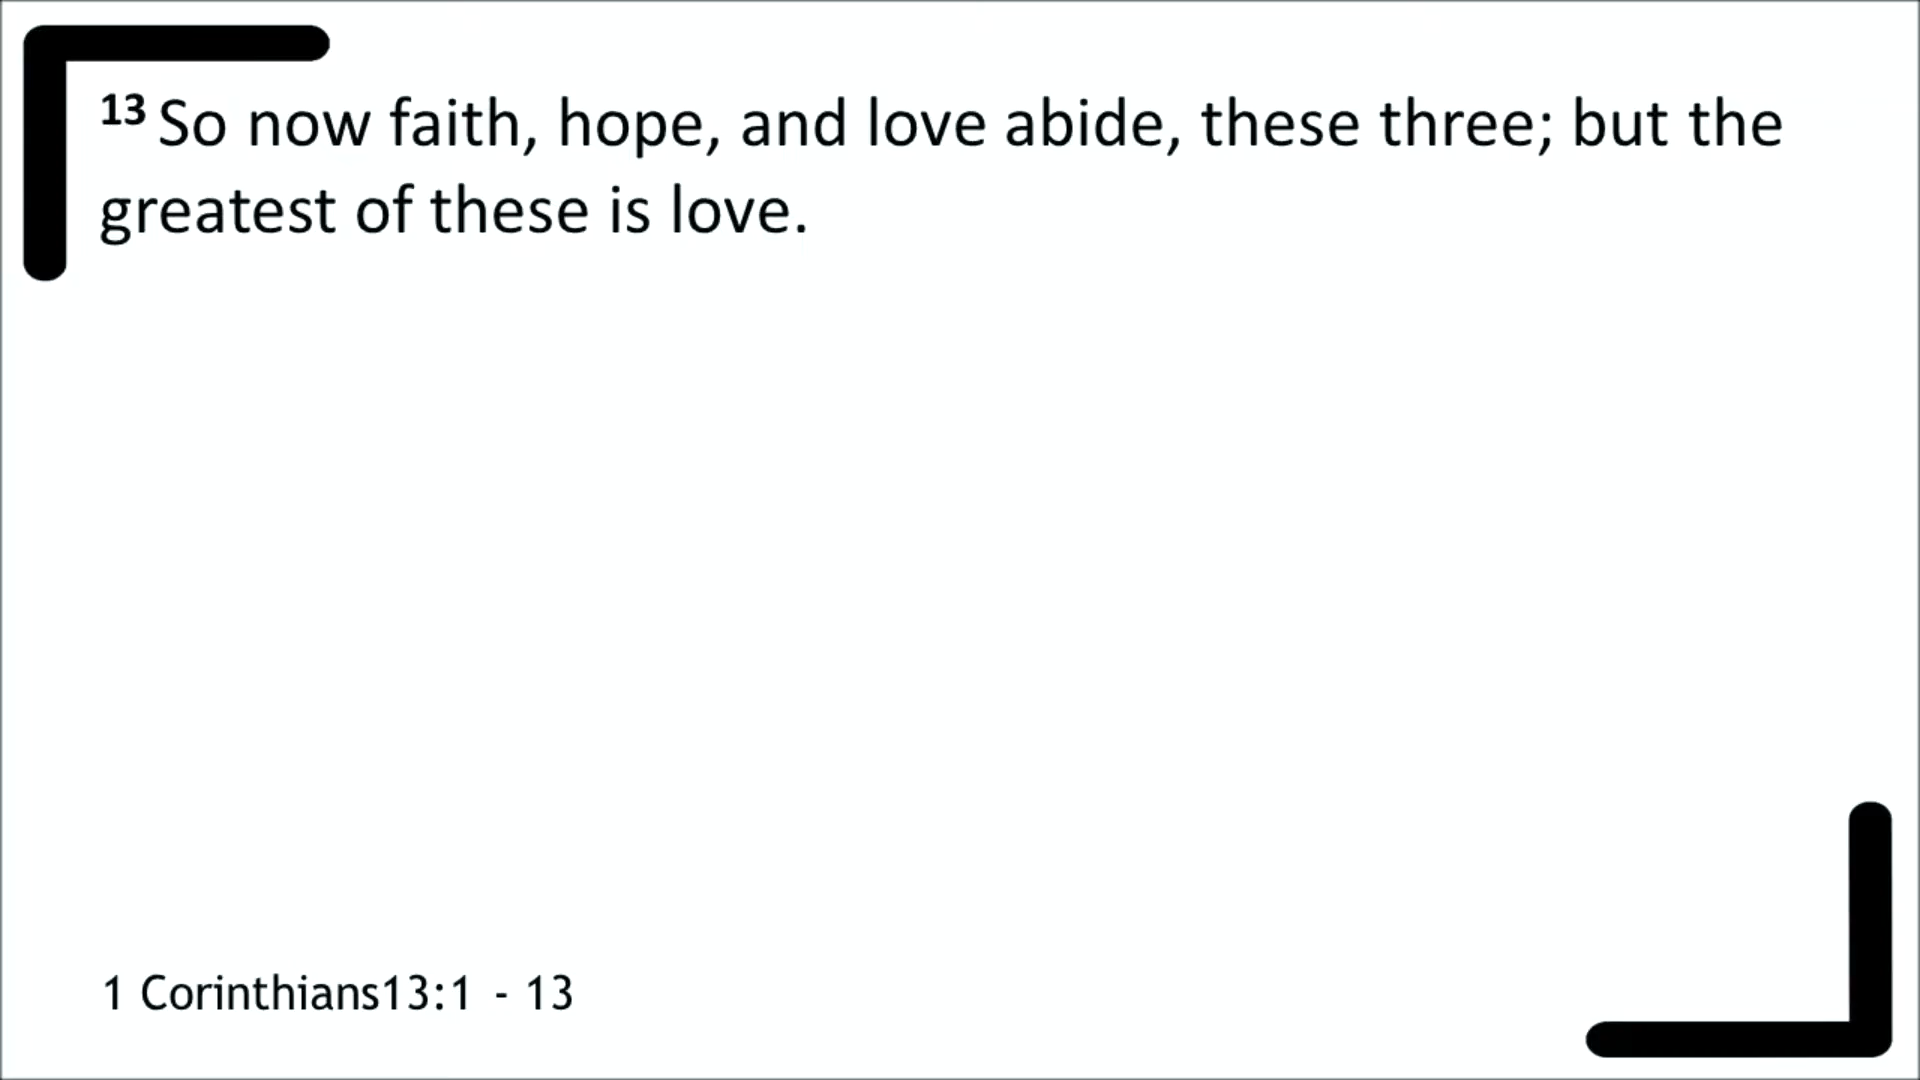 13 So now faith, hope, and love abide, these three; but the
greatest of these is love.
1 Corinthians13:1 - 13